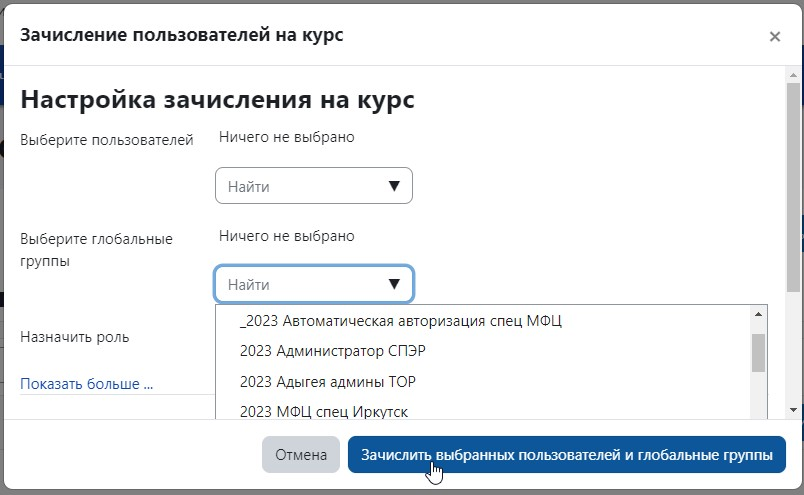 Зачисление пользователей на курс
×
Настройка зачисления на курс
Выберите пользователей
Ничего не выбрано
Найти ▼
Выберите глобальные группы
Ничего не выбрано
Найти ▼
_2023 Автоматическая авторизация спец МФЦ
2023 Администратор СПЭР
2023 Адыгея админы ТОР
2023 МФЦ спец Иркутск
Назначить роль
Показать больше ...
Отмена
Зачислить выбранных пользователей и глобальные группы